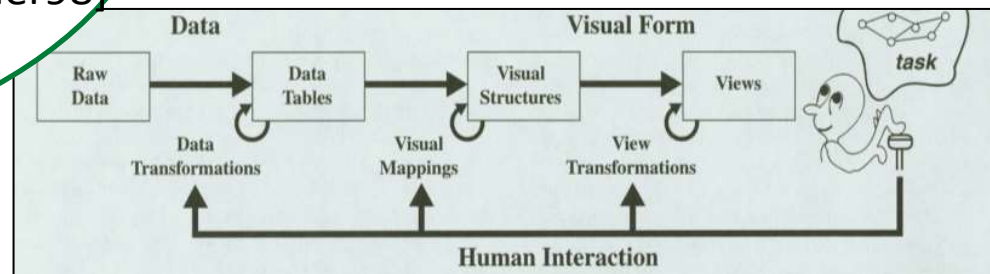 Data
Visual Form
Raw
Data
Data
Tables
Visual
Structures
Views
task
Data
Transformations
Visual
Mappings
View
Transformations
Human Interaction